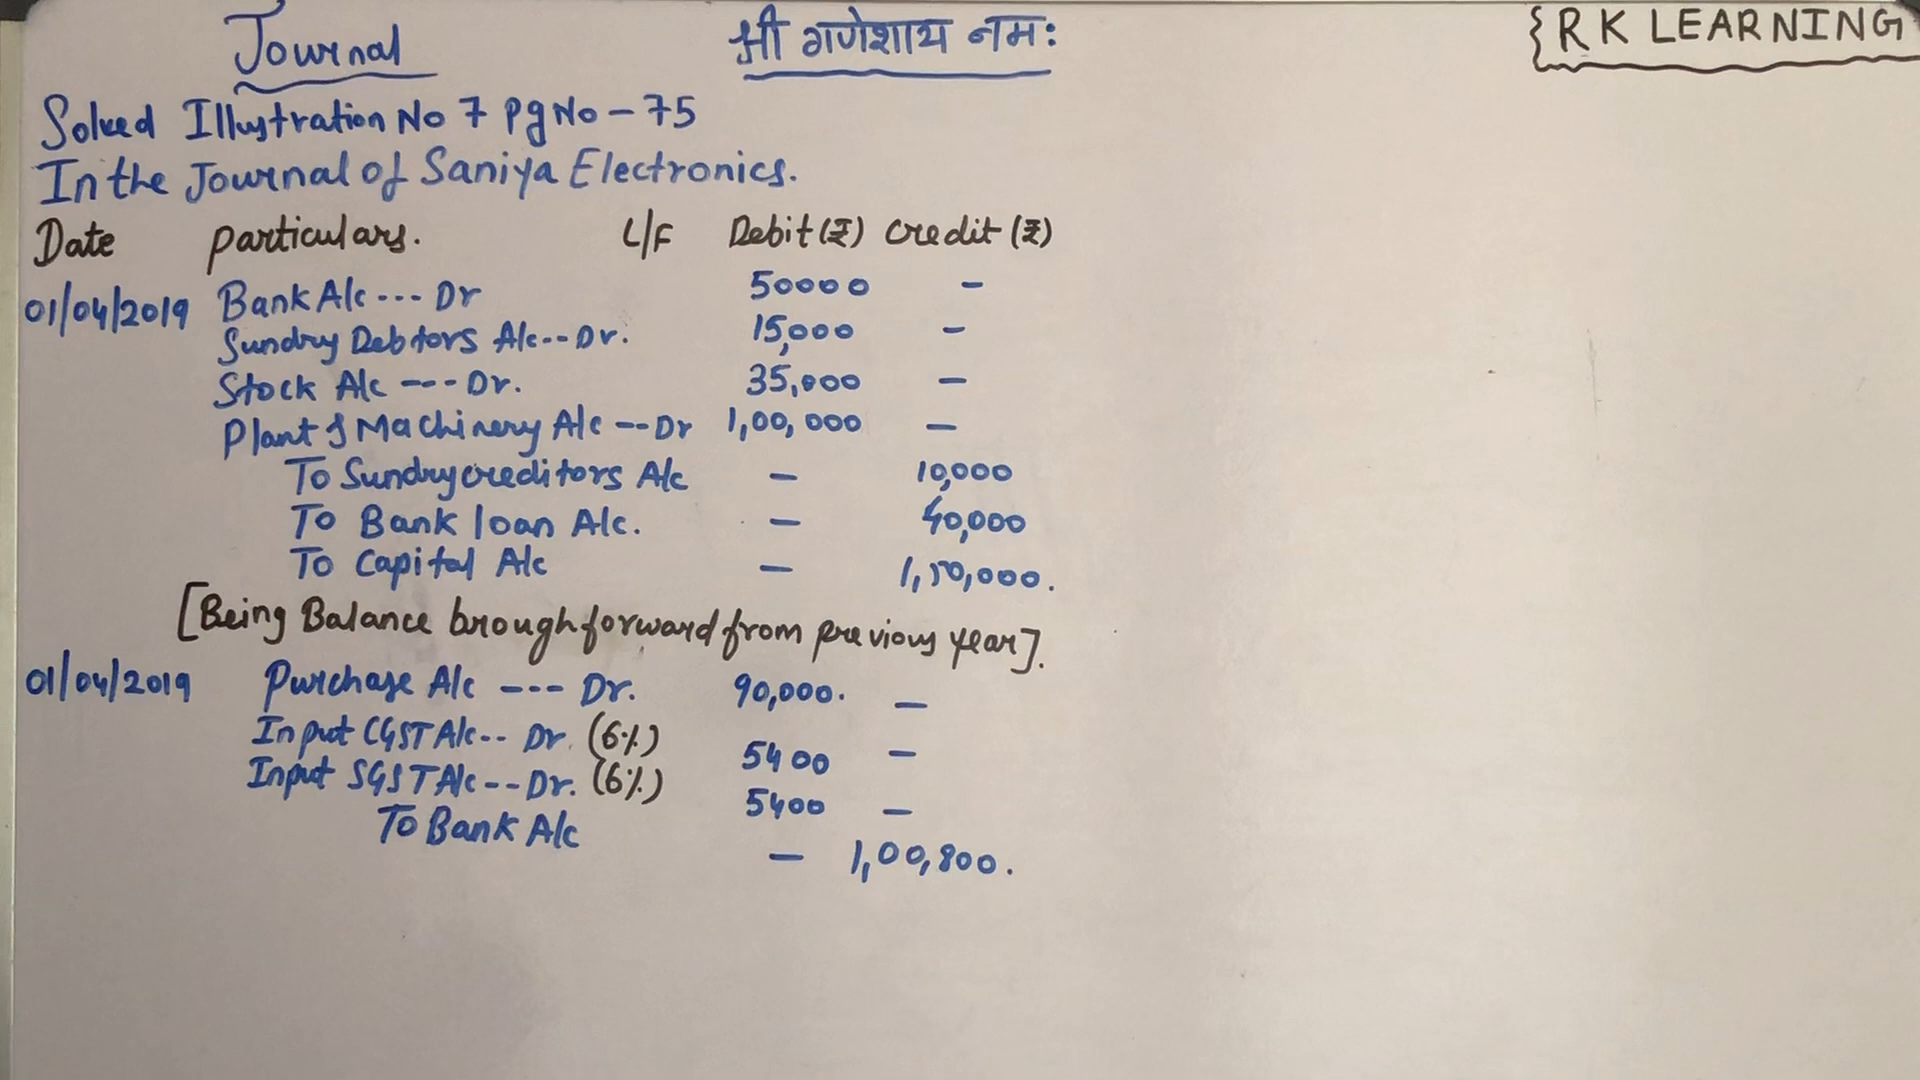 Journal श्री गणेशाय नमः {RK LEARNING
Solved Illustration No 7 pg No - 75
In the Journal of Saniya Electronics.
Date particulars. L/F Debit (₹) credit (₹)
01/04/2019 Bank A/c --- Dr 50000 -
Sundry Debtors A/c -- Dr. 15,000 -
Stock A/c --- Dr. 35,000 -
Plant & Machinery A/c -- Dr 1,00,000 -
To Sundry creditors A/c - 10,000
To Bank loan A/c. - 40,000
To Capital A/c - 1,50,000.
[Being Balance brough forward from previous year].
01/04/2019 Purchase A/c --- Dr. 90,000. -
Input CGST A/c -- Dr. (6%) 5400 -
Input SGST A/c -- Dr. (6%) 5400 -
To Bank A/c - 1,00,800.